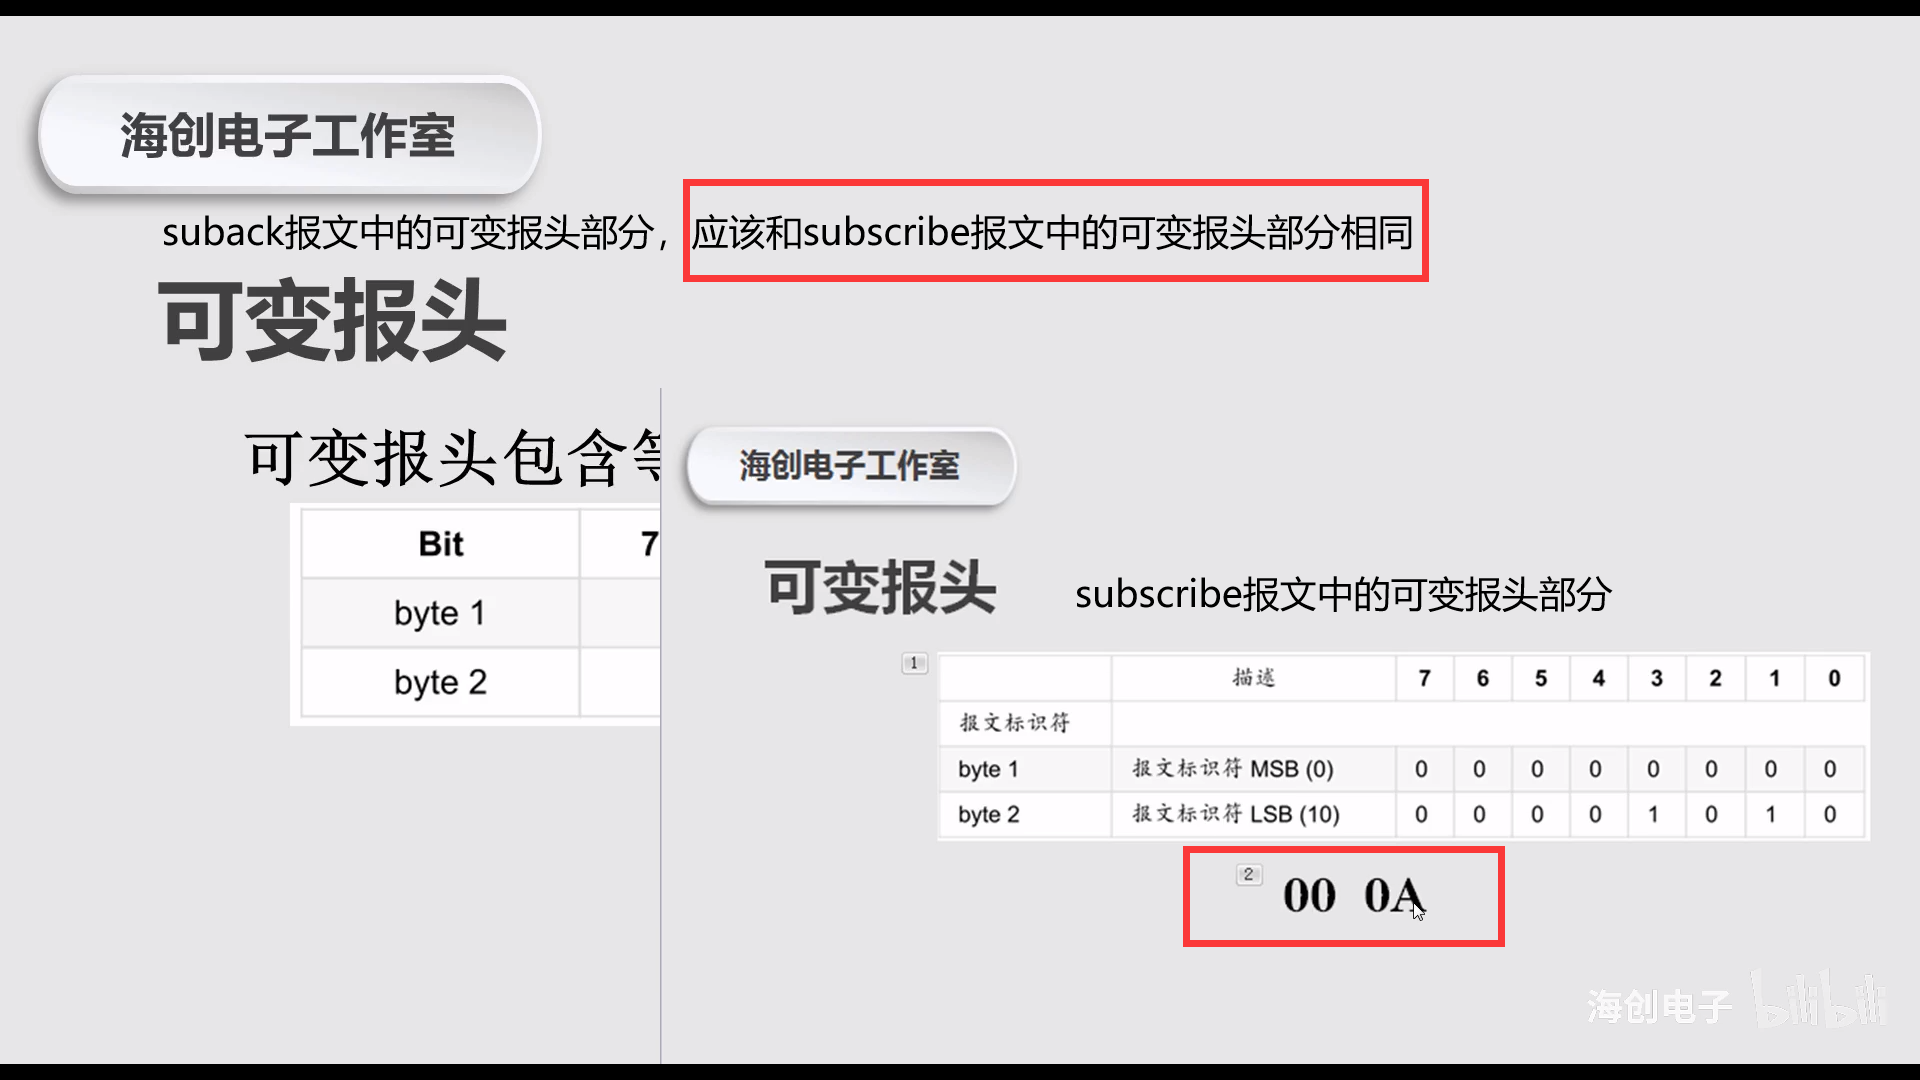 海创电子工作室
suback报文中的可变报头部分，应该和subscribe报文中的可变报头部分相同
可变报头
可变报头包含等
Bit 7
byte 1
byte 2
海创电子工作室
可变报头 subscribe报文中的可变报头部分
1
描述 7 6 5 4 3 2 1 0
报文标识符
byte 1 报文标识符 MSB (0) 0 0 0 0 0 0 0 0
byte 2 报文标识符 LSB (10) 0 0 0 0 1 0 1 0
2
00 0A
海创电子 bilibili